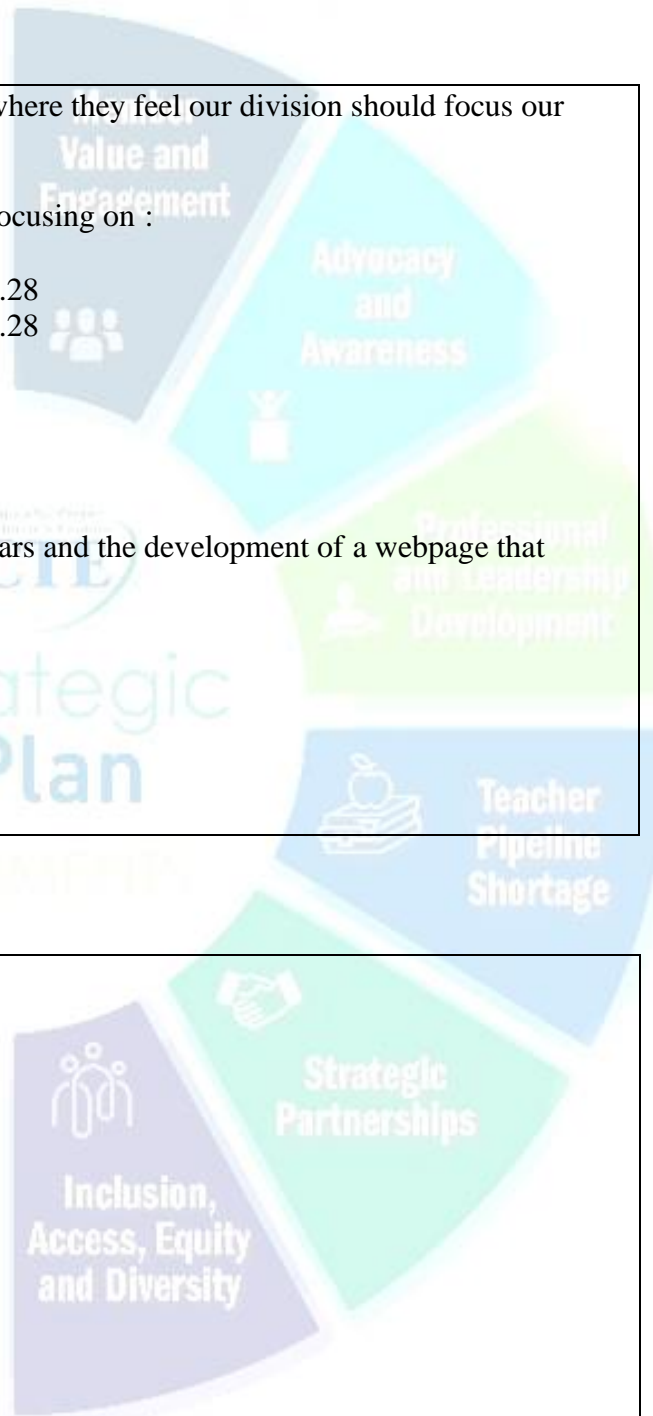 where they feel our division should focus our
Member
Value and
Engagement
ocusing on :
.28
.28
Advocacy
and
Awareness
ars and the development of a webpage that
Professional
and Leadership
Development
CTE
ategic
Plan
Teacher
Pipeline
Shortage
Strategic
Partnerships
Inclusion,
Access, Equity
and Diversity